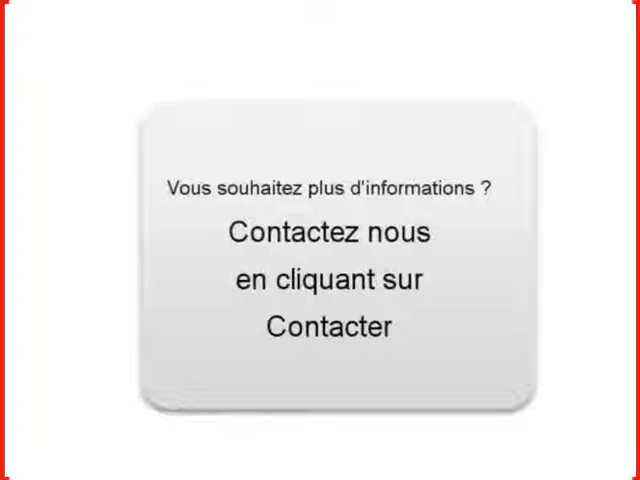 Vous souhaitez plus d'informations ?
Contactez nous
en cliquant sur
Contacter